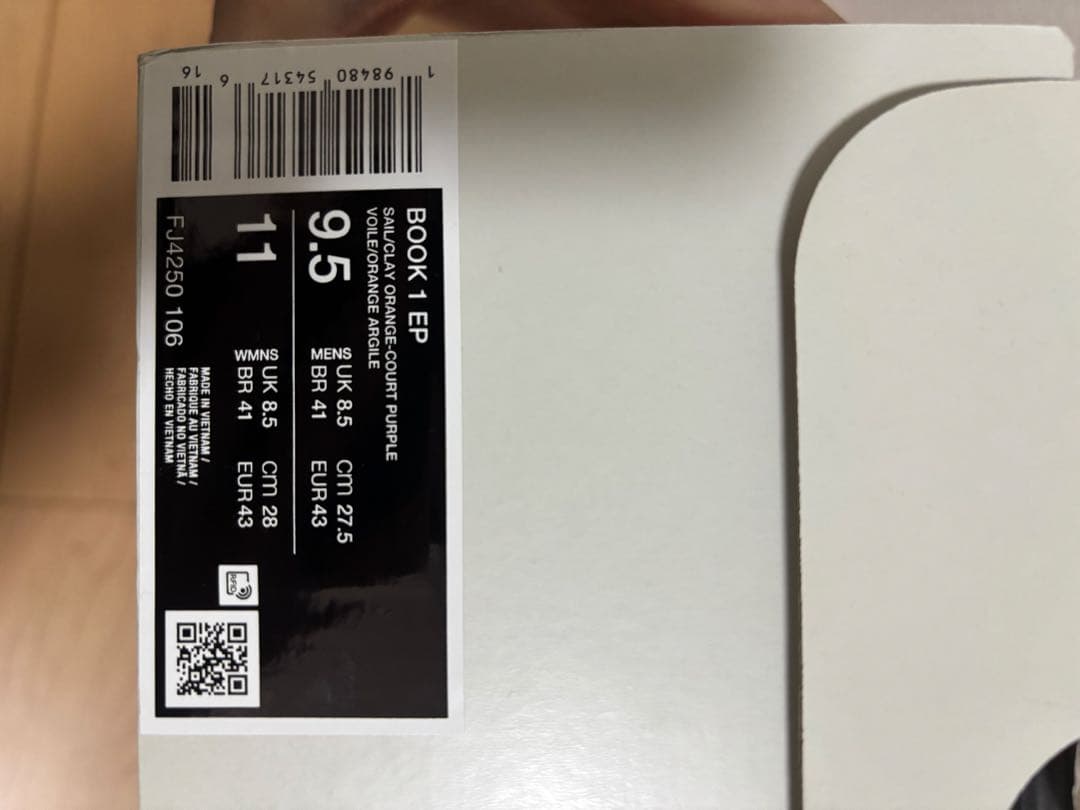 BOOK 1 EP
SAIL/CLAY ORANGE-COURT PURPLE
VOILE/ORANGE ARGILE
9.5 MENS UK 8.5 cm 27.5
BR 41 EUR 43
11 WMNS UK 8.5 cm 28
BR 41 EUR 43
FJ4250 106
MADE IN VIETNAM /
FABRIQUE AU VIETNAM /
FABRICADO NO VIETNÃ /
HECHO EN VIETNAM
RFID
1 98480 54317 6 16